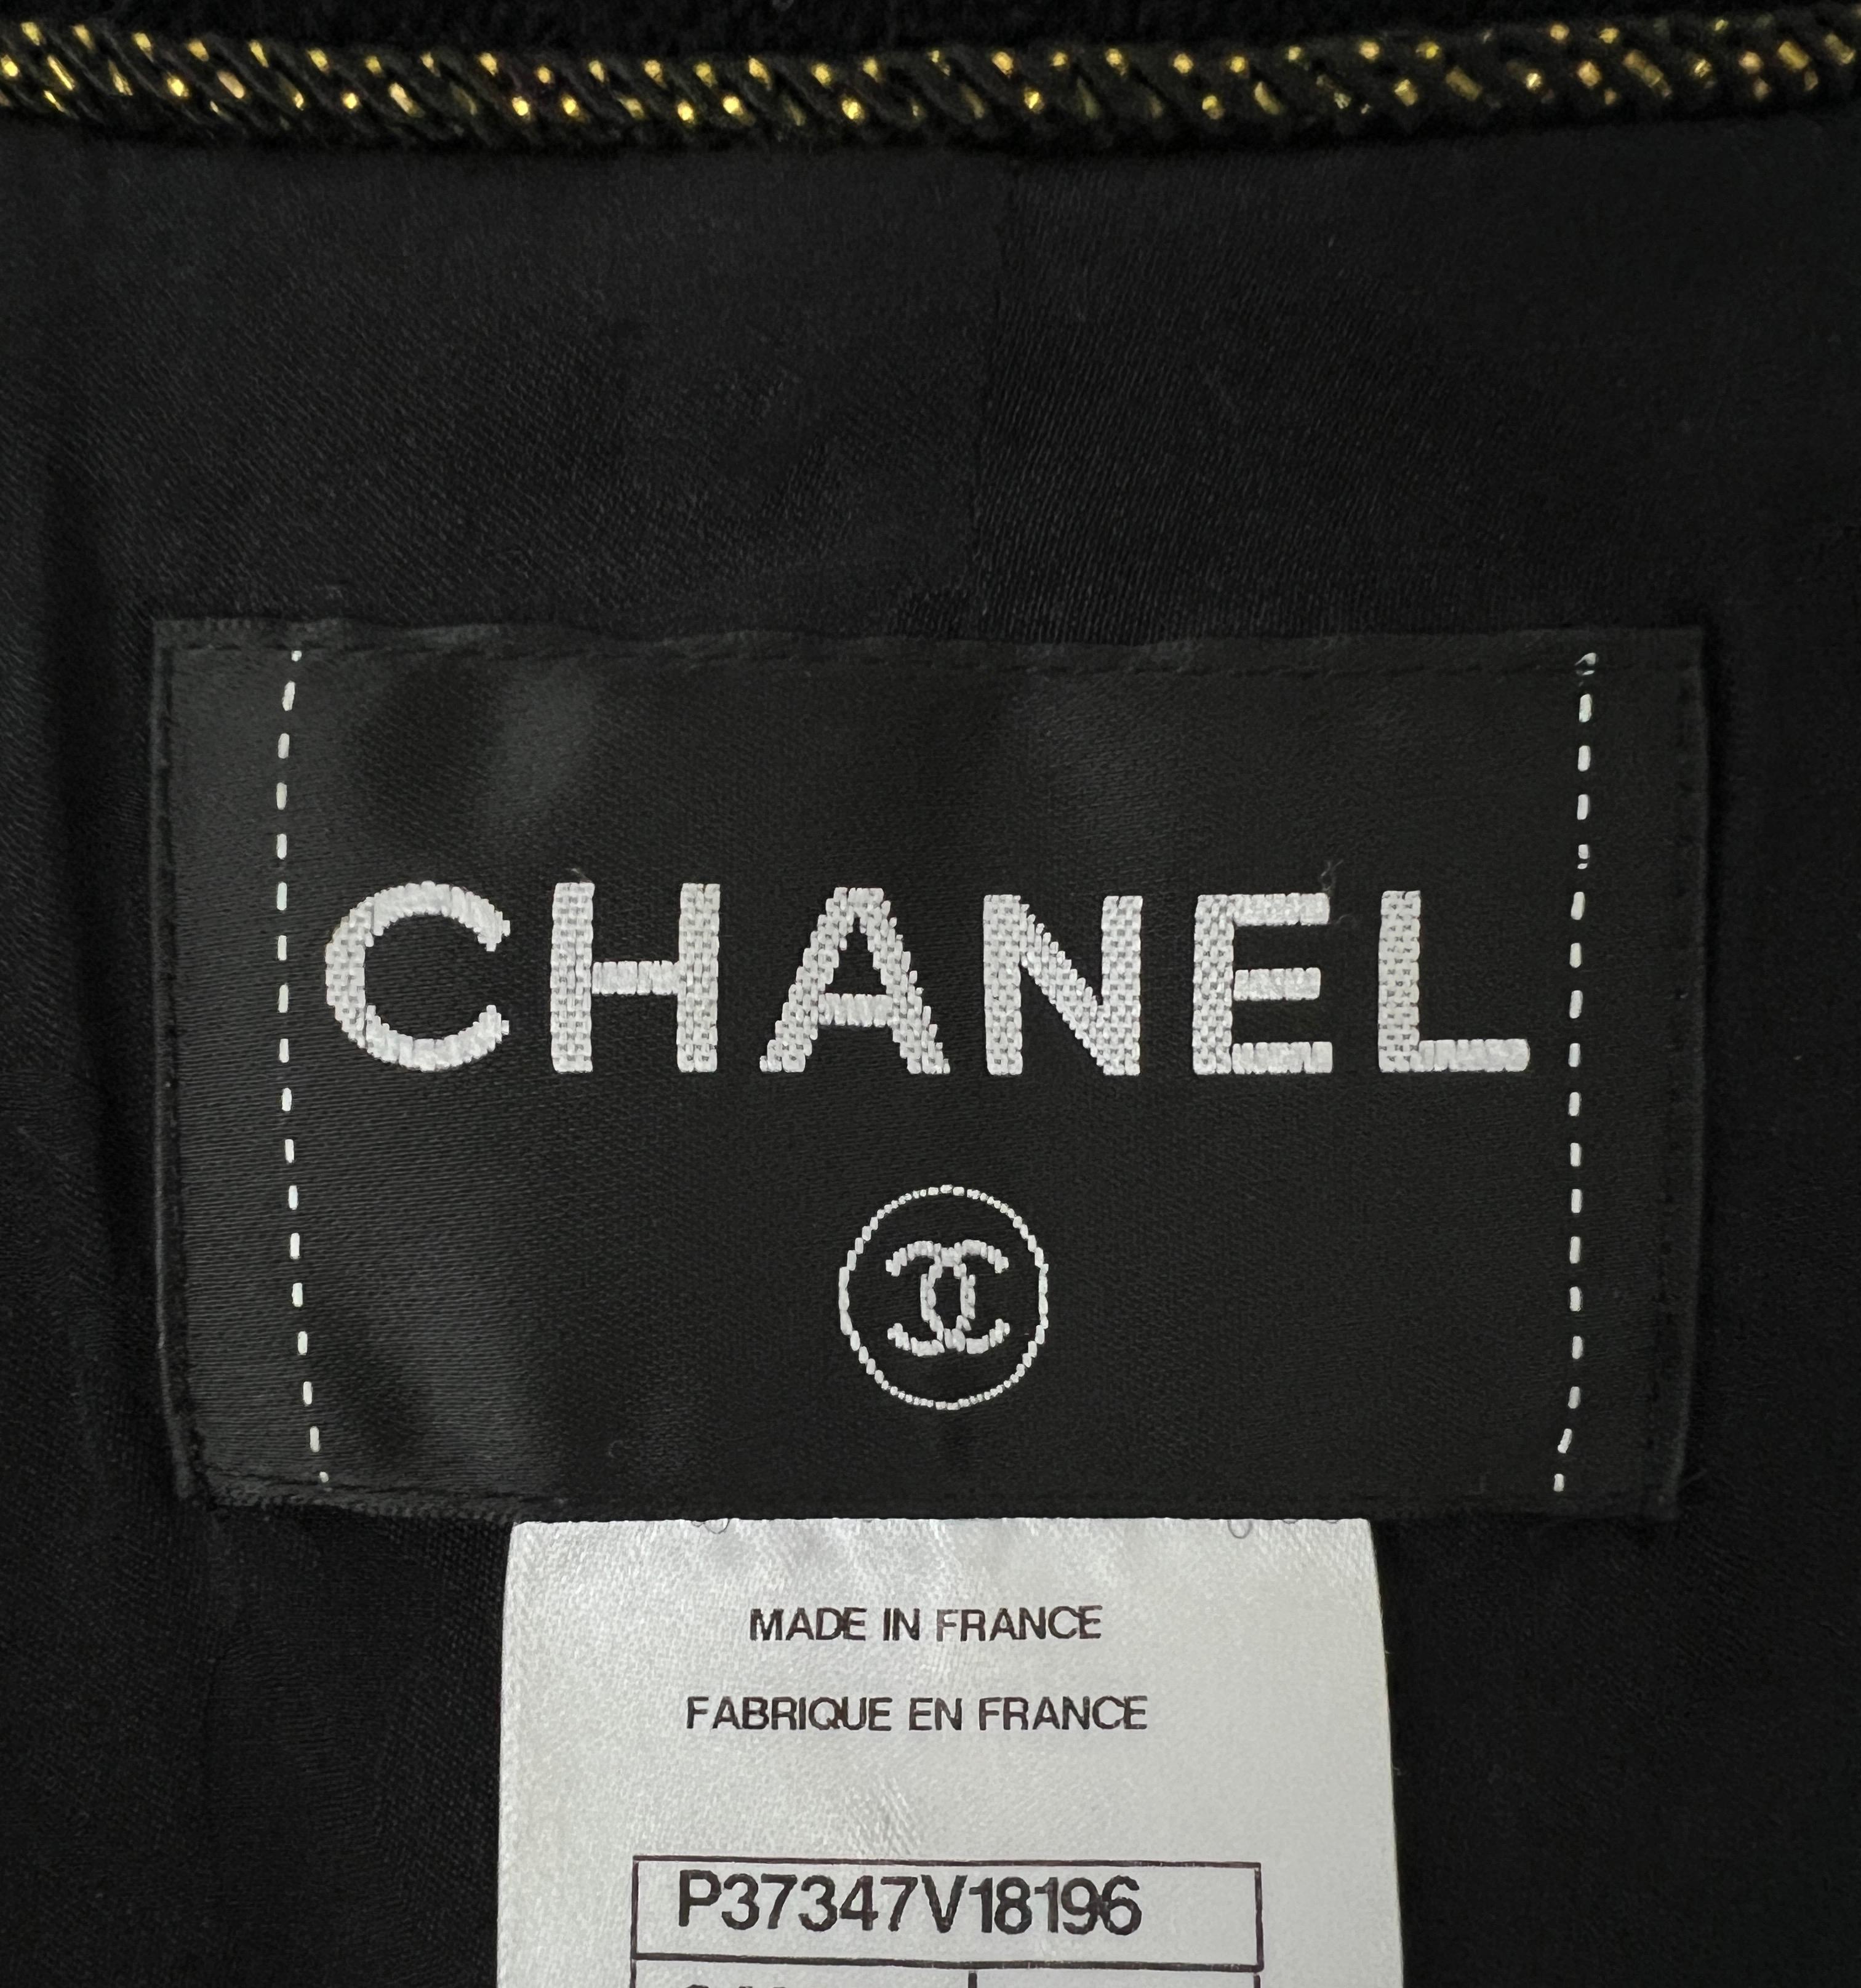 CHANEL
MADE IN FRANCE
FABRIQUE EN FRANCE
P37347V18196